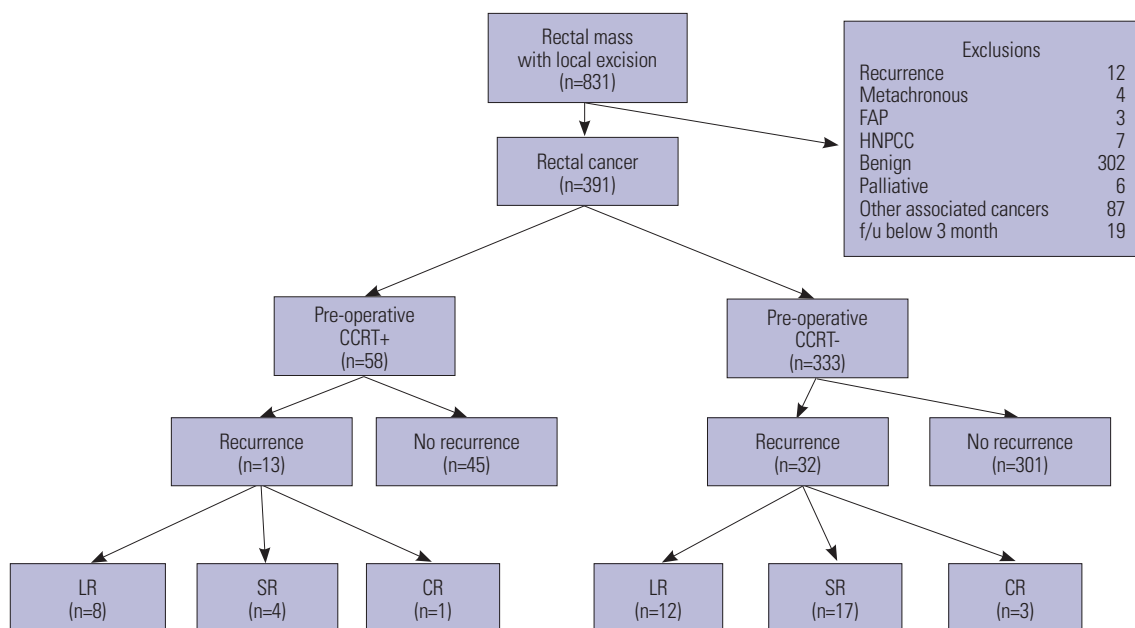 Rectal mass
with local excision
(n=831)
Exclusions
Recurrence 12
Metachronous 4
FAP 3
HNPCC 7
Benign 302
Palliative 6
Other associated cancers 87
f/u below 3 month 19
Rectal cancer
(n=391)
Pre-operative
CCRT+
(n=58)
Pre-operative
CCRT-
(n=333)
Recurrence
(n=13)
No recurrence
(n=45)
Recurrence
(n=32)
No recurrence
(n=301)
LR
(n=8)
SR
(n=4)
CR
(n=1)
LR
(n=12)
SR
(n=17)
CR
(n=3)